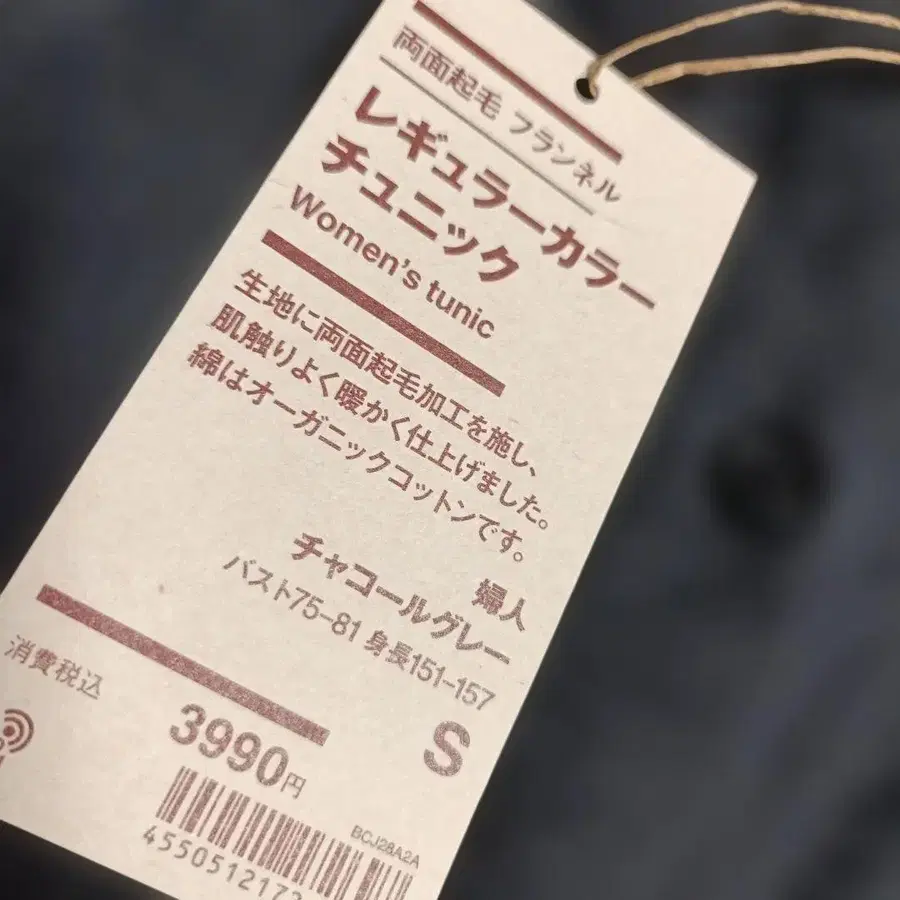 両面起毛 フランネル
レギュラーカラー
チュニック
Women's tunic
生地に両面起毛加工を施し、
肌触りよく暖かく仕上げました。
綿はオーガニックコットンです。
婦人
チャコールグレー
バスト75-81 身長151-157
S
消費税込
3990円
BCJ28A2A
455051217